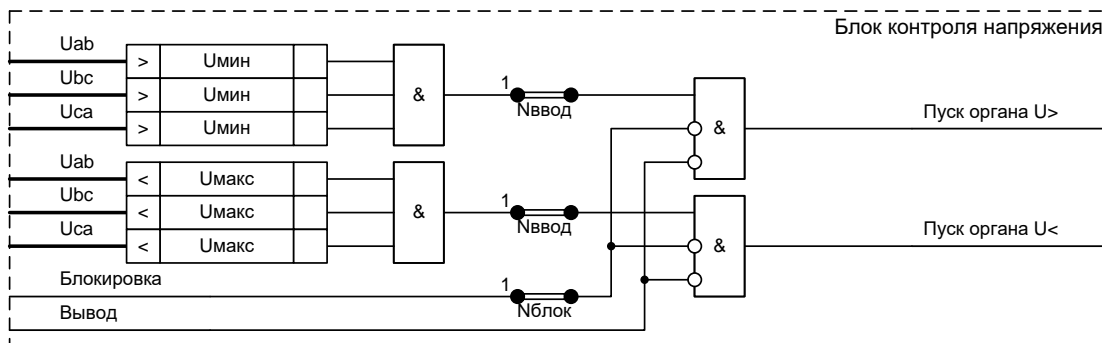 Блок контроля напряжения
Uab
> Uмин
Ubc
> Uмин
Uca
> Uмин
&
1
Nввод
&
Пуск органа U>
Uab
< Uмакс
Ubc
< Uмакс
Uca
< Uмакс
&
1
Nввод
&
Пуск органа U<
Блокировка
1
Nблок
Вывод